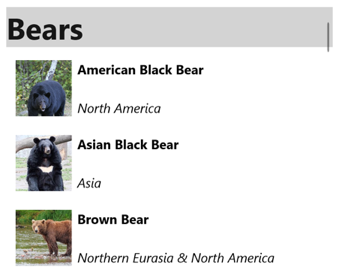 Bears
American Black Bear
North America
Asian Black Bear
Asia
Brown Bear
Northern Eurasia & North America